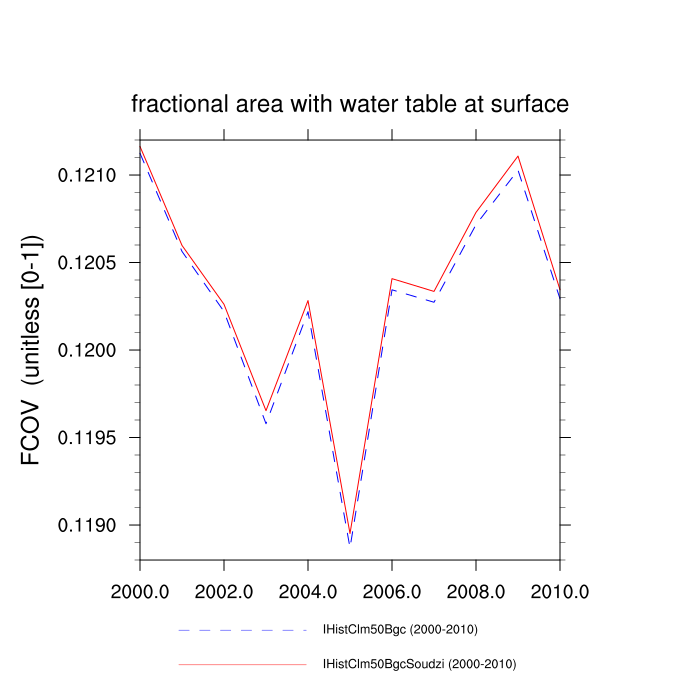 fractional area with water table at surface
FCOV (unitless [0-1])
0.1210
0.1205
0.1200
0.1195
0.1190
2000.0 2002.0 2004.0 2006.0 2008.0 2010.0
IHistClm50Bgc (2000-2010)
IHistClm50BgcSoudzi (2000-2010)